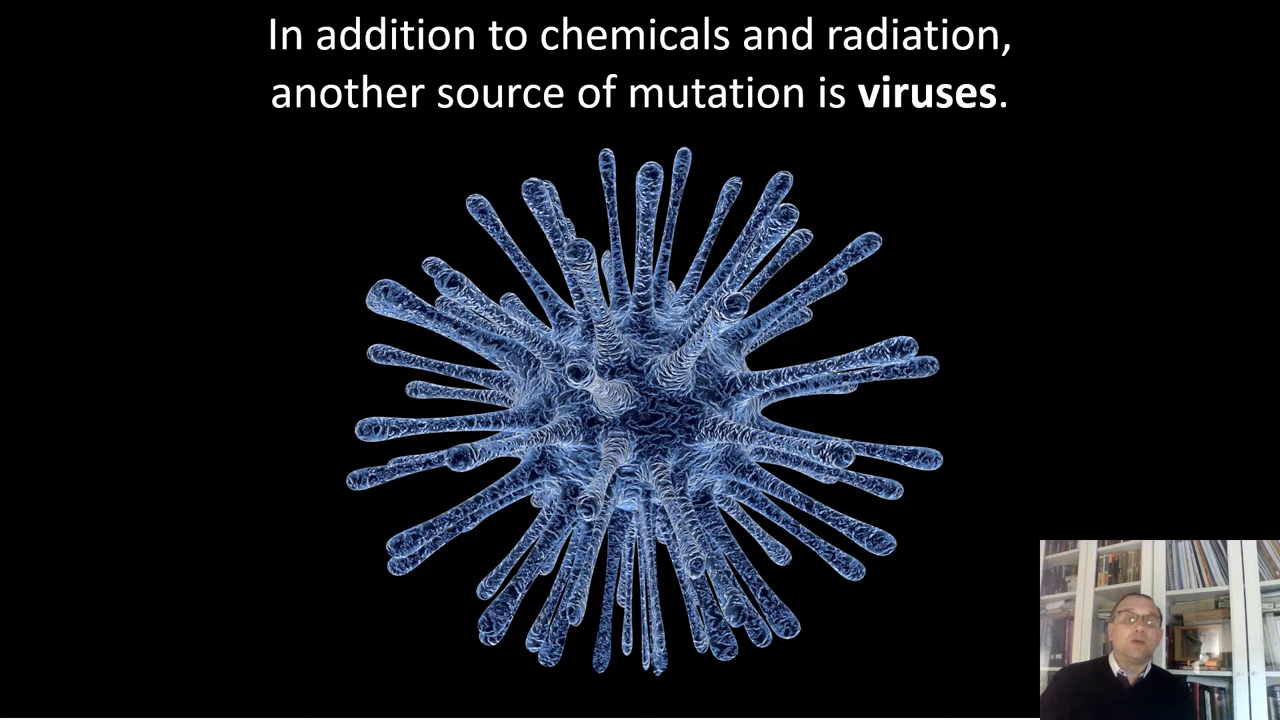 In addition to chemicals and radiation,
another source of mutation is viruses.